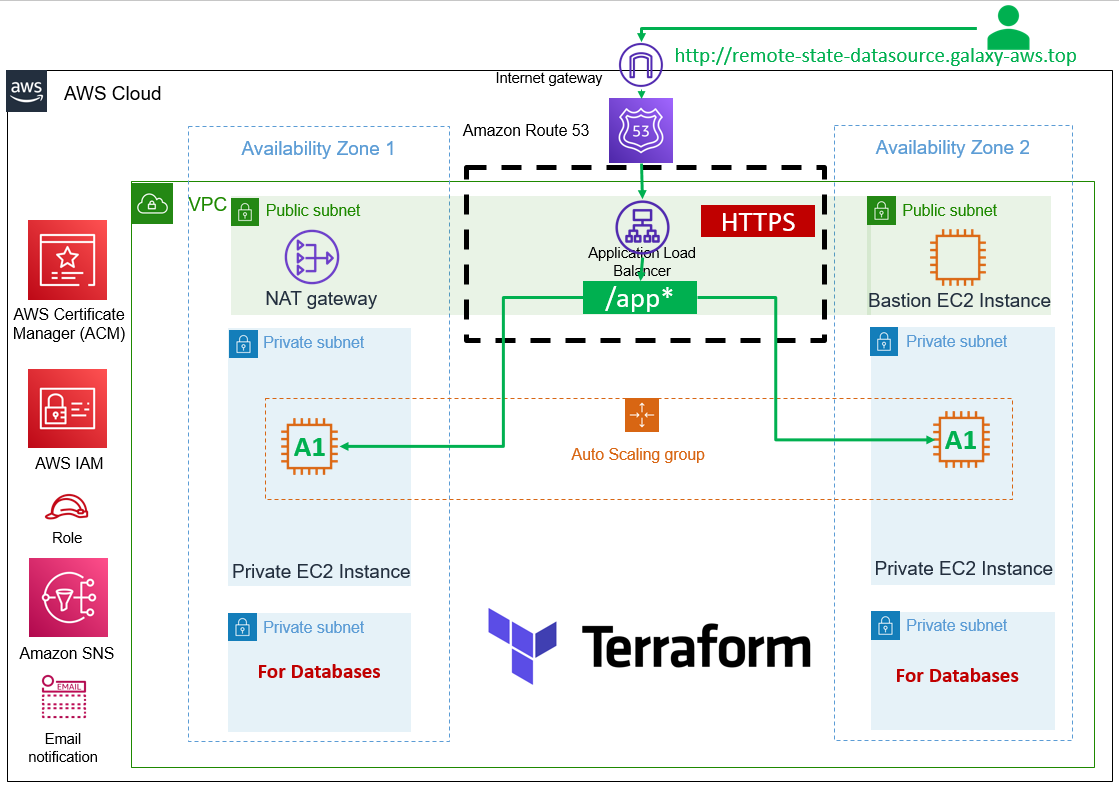 http://remote-state-datasource.galaxy-aws.top
Internet gateway
aws
AWS Cloud
Amazon Route 53
53
Availability Zone 1
Availability Zone 2
VPC
Public subnet
HTTPS
Public subnet
Application Load
Balancer
NAT gateway
/app*
Bastion EC2 Instance
AWS Certificate
Manager (ACM)
Private subnet
Private subnet
A1
A1
Auto Scaling group
AWS IAM
Role
Private EC2 Instance
Private EC2 Instance
Amazon SNS
Private subnet
For Databases
Terraform
Private subnet
For Databases
EMAIL
Email
notification